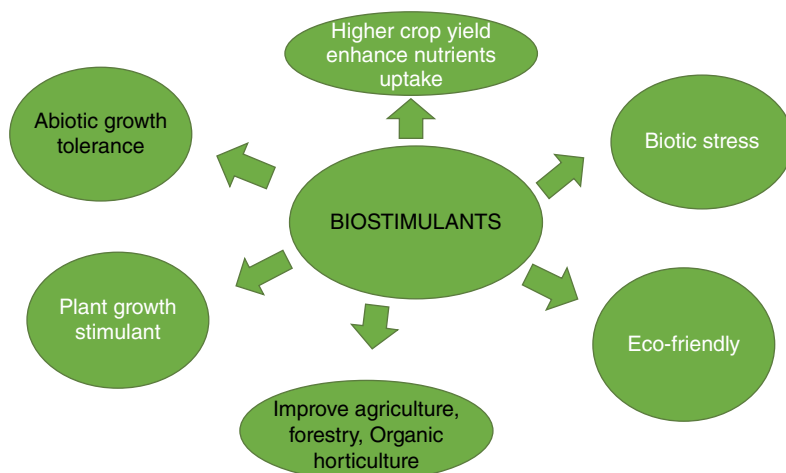 Higher crop yield
enhance nutrients
uptake
Abiotic growth
tolerance
Biotic stress
BIOSTIMULANTS
Plant growth
stimulant
Eco-friendly
Improve agriculture,
forestry, Organic
horticulture